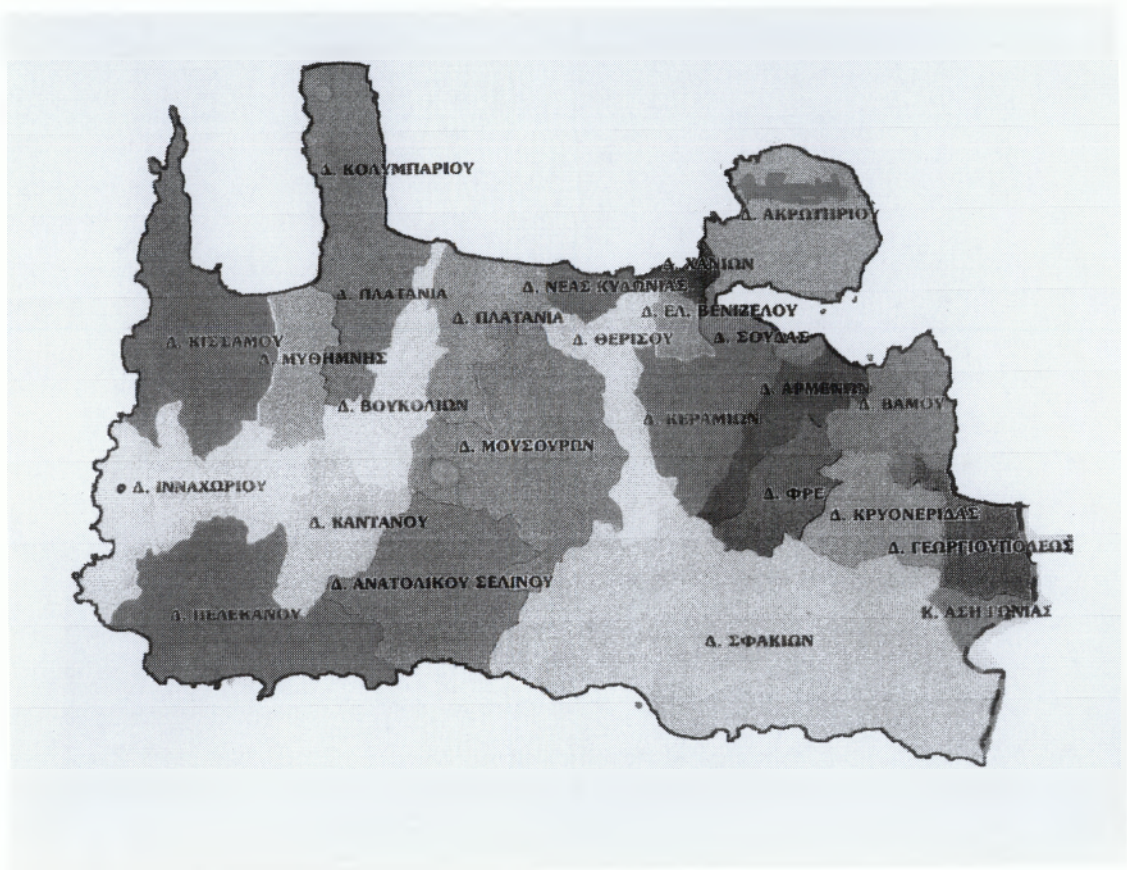 Δ. ΚΟΛΥΜΠΑΡΙΟΥ
Δ. ΑΚΡΩΤΗΡΙΟΥ
Δ. ΧΑΝΙΩΝ
Δ. ΝΕΑΣ ΚΥΔΩΝΙΑΣ
Δ. ΠΛΑΤΑΝΙΑ
Δ. ΕΛ. ΒΕΝΙΖΕΛΟΥ
Δ. ΠΛΑΤΑΝΙΑ
Δ. ΘΕΡΙΣΟΥ
Δ. ΣΟΥΔΑΣ
Δ. ΚΙΣΣΑΜΟΥ
Δ. ΜΥΘΗΜΝΗΣ
Δ. ΑΡΜΕΝΩΝ
Δ. ΒΑΜΟΥ
Δ. ΒΟΥΚΟΛΙΩΝ
Δ. ΚΕΡΑΜΙΩΝ
Δ. ΜΟΥΣΟΥΡΩΝ
Δ. ΙΝΝΑΧΩΡΙΟΥ
Δ. ΦΡΕ
Δ. ΚΡΥΟΝΕΡΙΔΑΣ
Δ. ΚΑΝΤΑΝΟΥ
Δ. ΓΕΩΡΓΙΟΥΠΟΛΕΩΣ
Δ. ΑΝΑΤΟΛΙΚΟΥ ΣΕΛΙΝΟΥ
Δ. ΠΕΛΕΚΑΝΟΥ
Κ. ΑΣΗ ΓΩΝΙΑΣ
Δ. ΣΦΑΚΙΩΝ